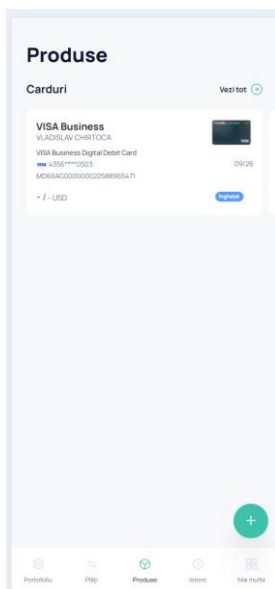 Produse
Carduri
Vezi tot
VISA Business
VLADISLAV CHIRTOCA
VISA Business Digital Debit Card
VISA 4356****0503
09/26
MD69AG000000022588965471
- / - USD
Înghețat
Portofoliu
Plăți
Produse
Istoric
Mai multe